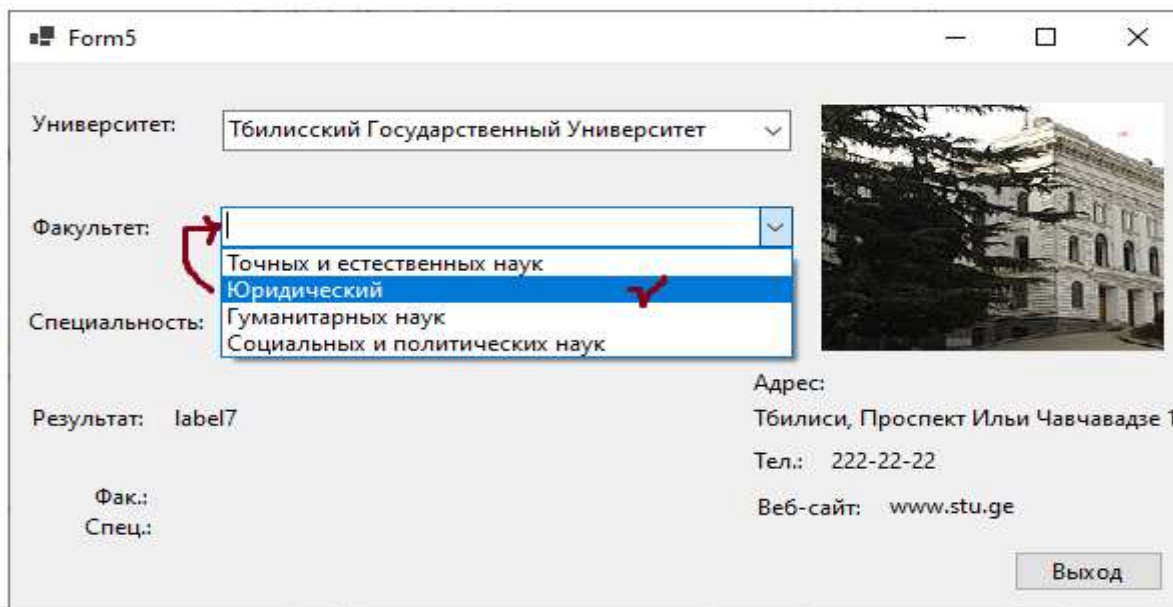 Form5
Университет: Тбилисский Государственный Университет
Факультет:
Точных и естественных наук
Юридический
Гуманитарных наук
Социальных и политических наук
Специальность:
Адрес:
Результат: label7
Тбилиси, Проспект Ильи Чавчавадзе 1
Тел.: 222-22-22
Веб-сайт: www.stu.ge
Фак.:
Спец.:
Выход